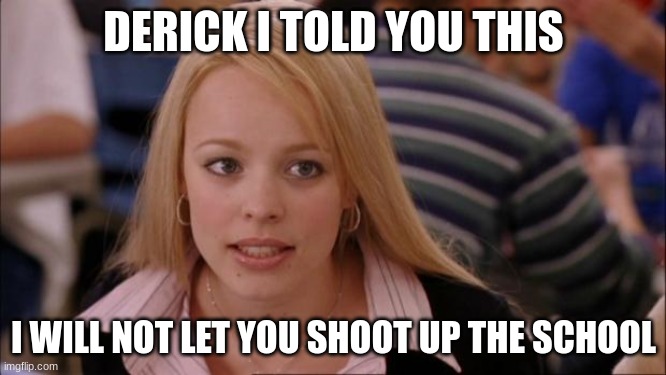 DERICK I TOLD YOU THIS
I WILL NOT LET YOU SHOOT UP THE SCHOOL
imgflip.com